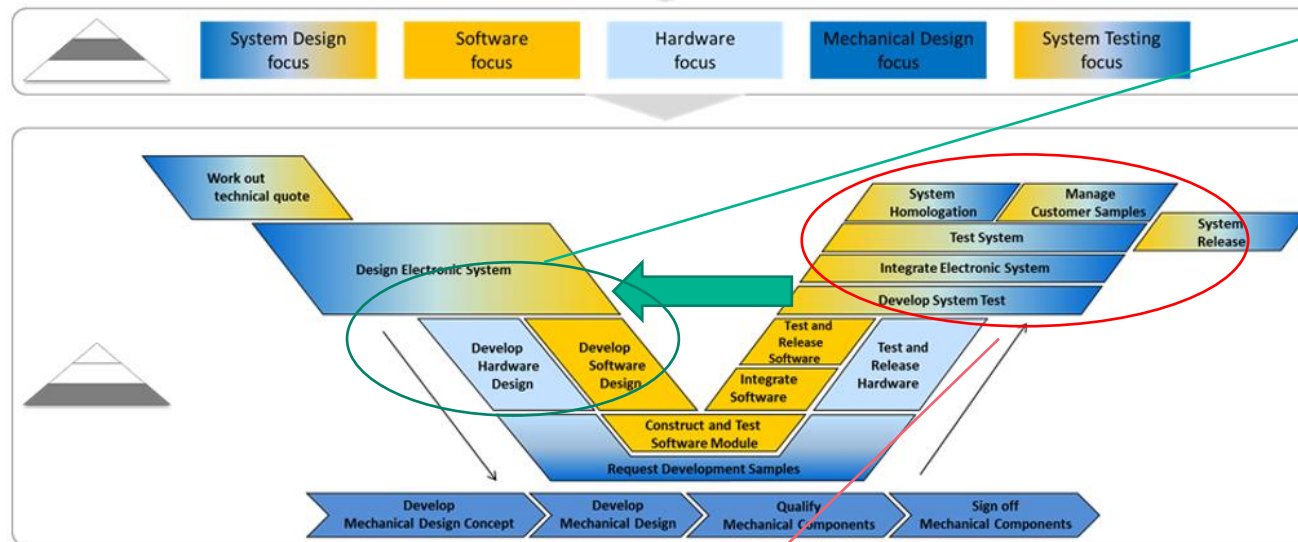 System Design
focus
Software
focus
Hardware
focus
Mechanical Design
focus
System Testing
focus
Work out
technical quote
Design Electronic System
System
Homologation
Manage
Customer Samples
System
Release
Test System
Integrate Electronic System
Develop System Test
Develop
Hardware
Design
Develop
Software
Design
Test and
Release
Software
Integrate
Software
Test and
Release
Hardware
Construct and Test
Software Module
Request Development Samples
Develop
Mechanical Design Concept
Develop
Mechanical Design
Qualify
Mechanical Components
Sign off
Mechanical Components